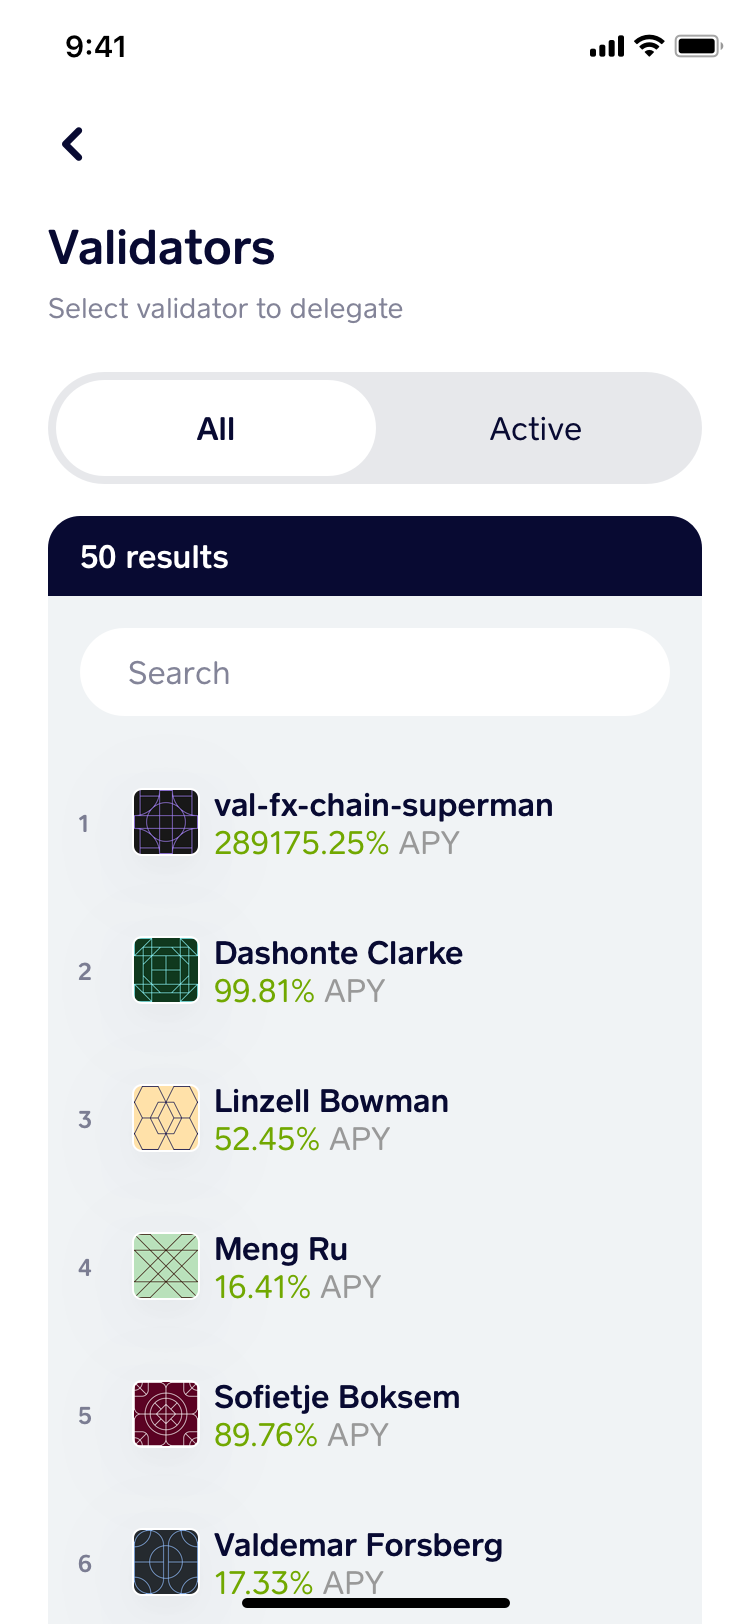 9:41
Validators
Select validator to delegate
All Active
50 results
Search
1 val-fx-chain-superman
289175.25% APY
2 Dashonte Clarke
99.81% APY
3 Linzell Bowman
52.45% APY
4 Meng Ru
16.41% APY
5 Sofietje Boksem
89.76% APY
6 Valdemar Forsberg
17.33% APY